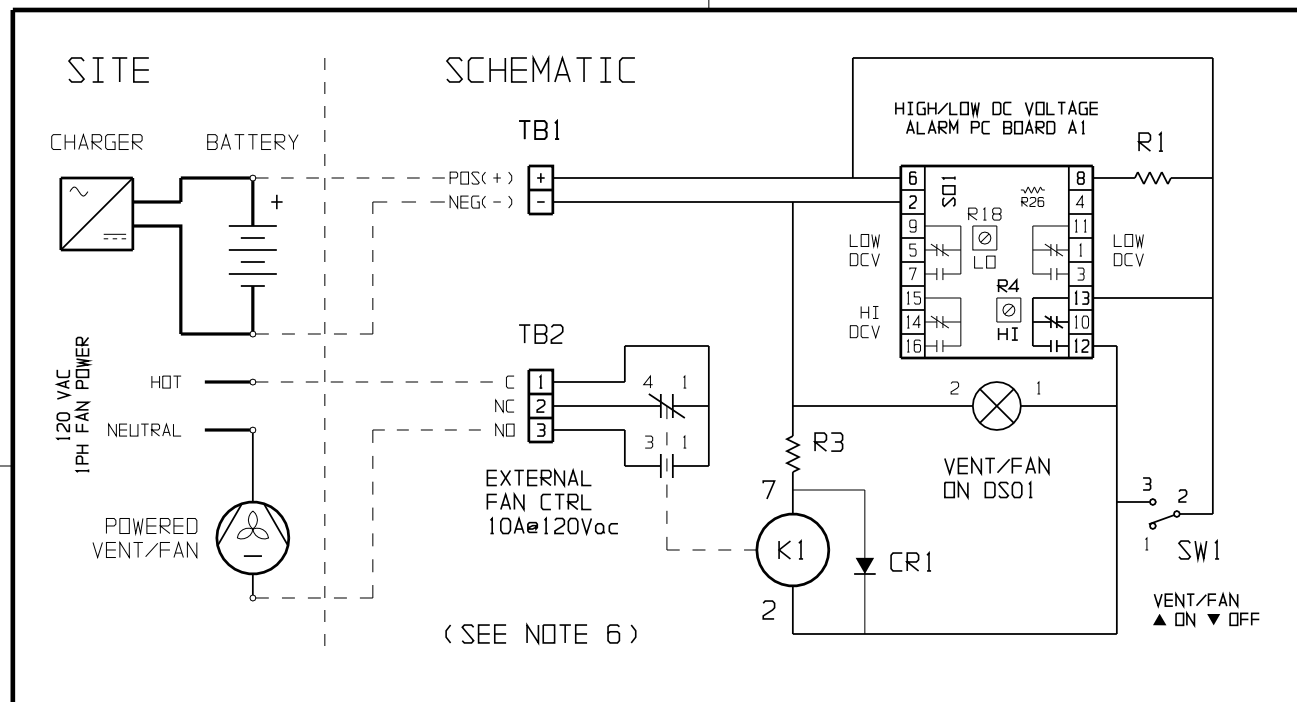 SITE
SCHEMATIC
HIGH/LOW DC VOLTAGE
ALARM PC BOARD A1
CHARGER
BATTERY
TB1
R1
POS(+)
+
NEG(-)
-
+
6
2
9
5
7
15
14
16
SO1
R26
R18
LO
R4
HI
8
4
11
1
3
13
10
12
LOW
DCV
HI
DCV
LOW
DCV
TB2
120 VAC
1PH FAN POWER
HOT
NEUTRAL
C
1
NC
2
NO
3
4
1
3
1
2
1
R3
VENT/FAN
ON DS01
EXTERNAL
FAN CTRL
10A@120Vac
7
K1
2
CR1
3
2
1
SW1
POWERED
VENT/FAN
VENT/FAN
▲ ON ▼ OFF
(SEE NOTE 6)